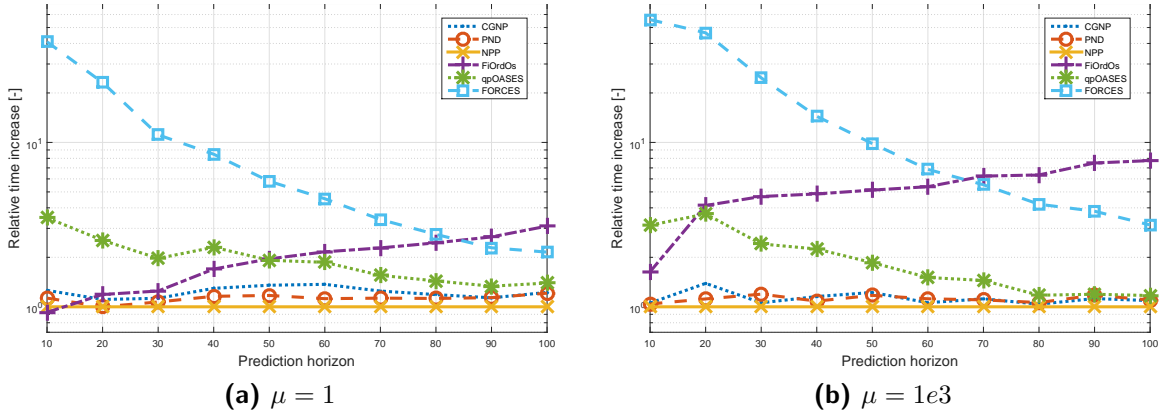 CGNP
PND
NPP
FiOrdOs
qpOASES
FORCES
Relative time increase [-]
10¹
10⁰
10 20 30 40 50 60 70 80 90 100
Prediction horizon
(a) μ = 1
CGNP
PND
NPP
FiOrdOs
qpOASES
FORCES
Relative time increase [-]
10¹
10⁰
10 20 30 40 50 60 70 80 90 100
Prediction horizon
(b) μ = 1e3